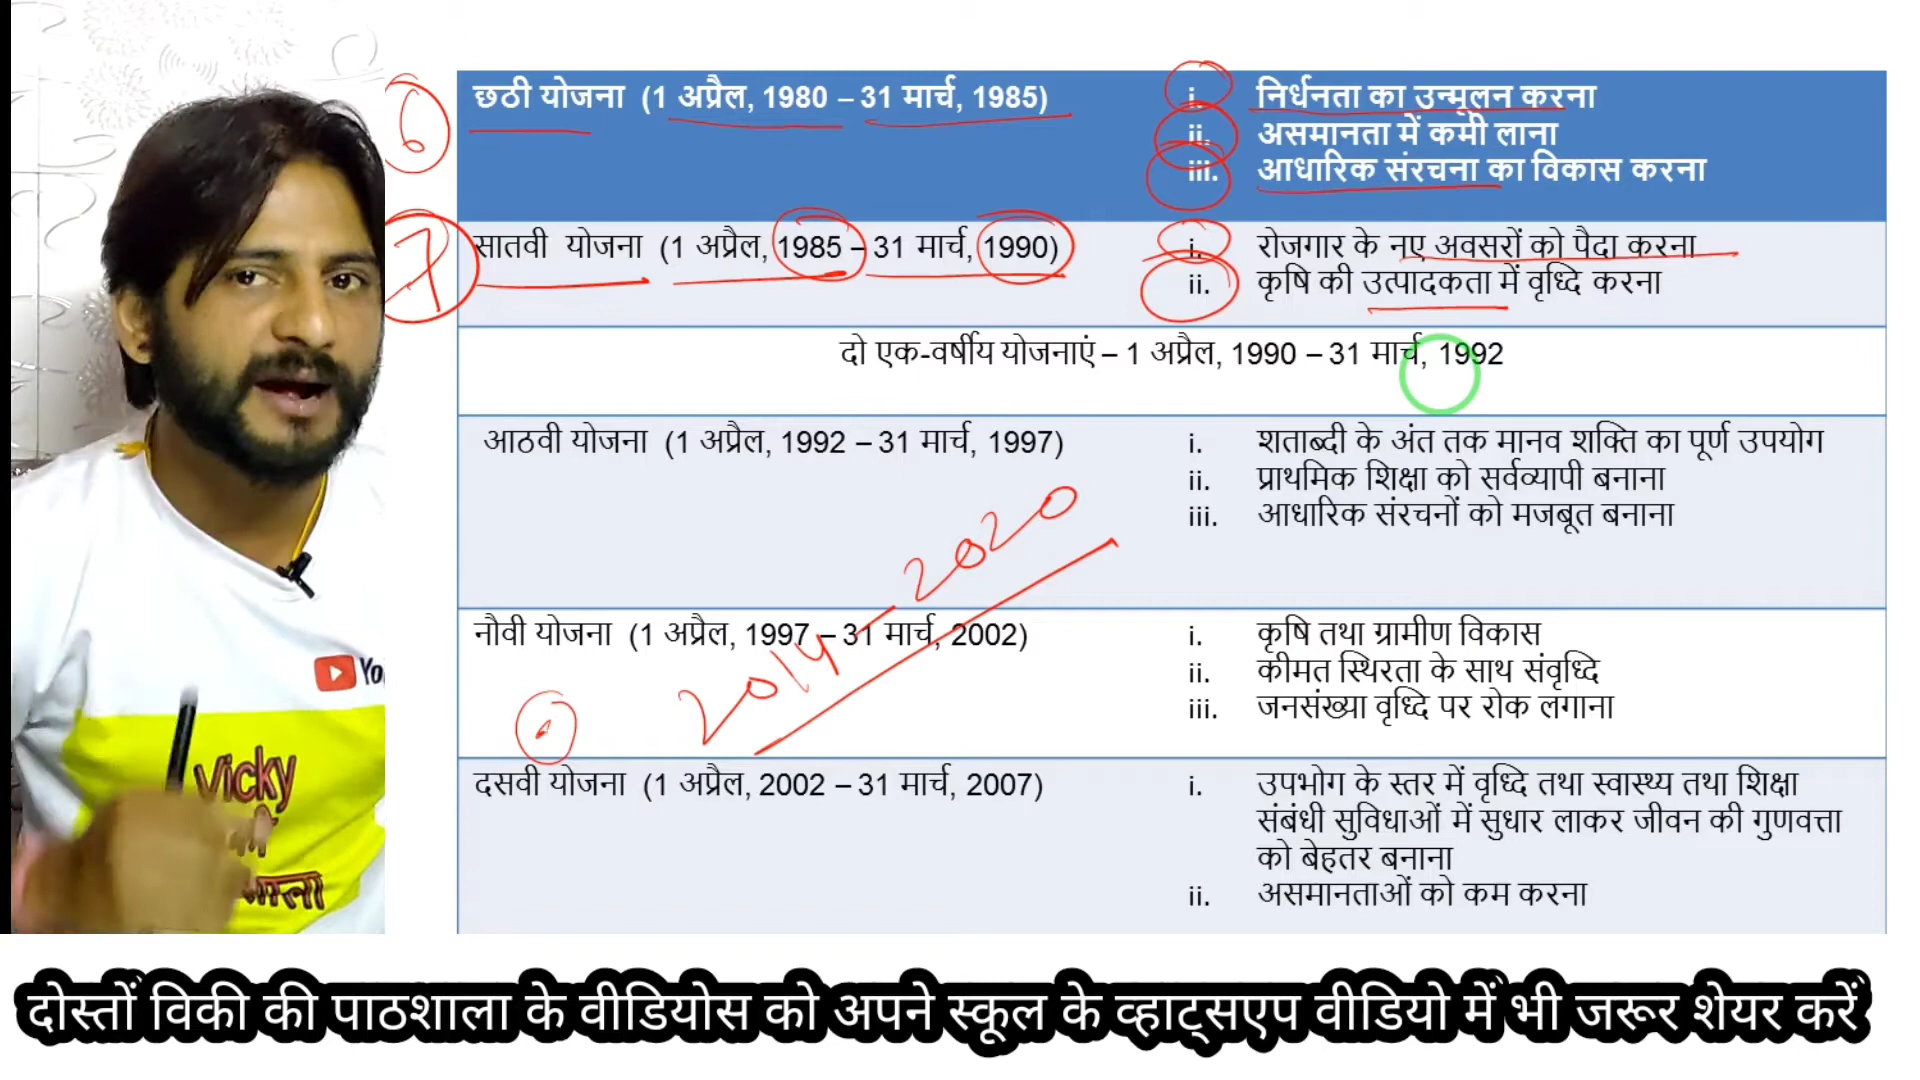 छठी योजना (1 अप्रैल, 1980 – 31 मार्च, 1985)
i. निर्धनता का उन्मूलन करना
ii. असमानता में कमी लाना
iii. आधारिक संरचना का विकास करना
6
7
सातवी योजना (1 अप्रैल, 1985 – 31 मार्च, 1990)
i. रोजगार के नए अवसरों को पैदा करना
ii. कृषि की उत्पादकता में वृध्दि करना
दो एक-वर्षीय योजनाएं – 1 अप्रैल, 1990 – 31 मार्च, 1992
आठवी योजना (1 अप्रैल, 1992 – 31 मार्च, 1997)
i. शताब्दी के अंत तक मानव शक्ति का पूर्ण उपयोग
ii. प्राथमिक शिक्षा को सर्वव्यापी बनाना
iii. आधारिक संरचनों को मजबूत बनाना
2014 – 2020
नौवी योजना (1 अप्रैल, 1997 – 31 मार्च, 2002)
i. कृषि तथा ग्रामीण विकास
ii. कीमत स्थिरता के साथ संवृध्दि
iii. जनसंख्या वृध्दि पर रोक लगाना
दसवी योजना (1 अप्रैल, 2002 – 31 मार्च, 2007)
i. उपभोग के स्तर में वृध्दि तथा स्वास्थ्य तथा शिक्षा
संबंधी सुविधाओं में सुधार लाकर जीवन की गुणवत्ता
को बेहतर बनाना
ii. असमानताओं को कम करना
Yo
Vicky
दोस्तों विकी की पाठशाला के वीडियोस को अपने स्कूल के व्हाट्सएप वीडियो में भी जरूर शेयर करें